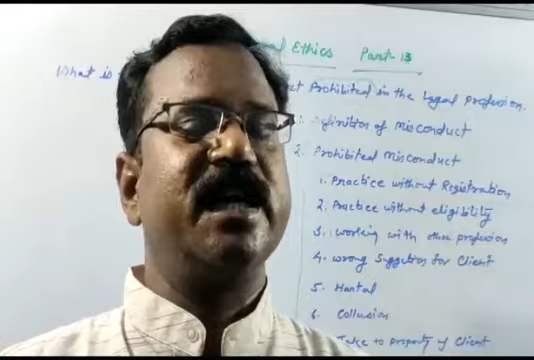 Ethics Part-13
What is Prohibited in the Legal Profession.
Definition of Misconduct
2. Prohibited Misconduct
1. Practice without Registration
2. Practice without eligibility
3. working with other profession
4. wrong Suggetion for Client
5. Hartal
6. Collusion
Take to property of Client